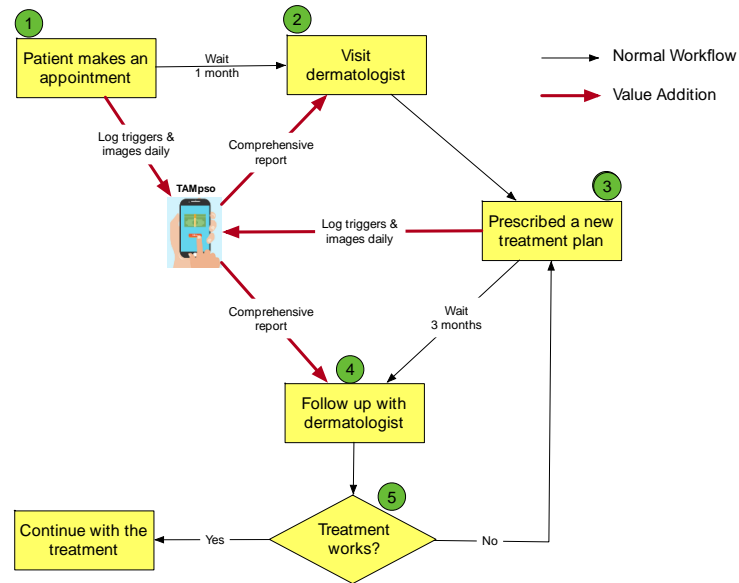 1
Patient makes an
appointment
Wait
1 month
2
Visit
dermatologist
Normal Workflow
Value Addition
Log triggers &
images daily
Comprehensive
report
TAMpso
3
Prescribed a new
treatment plan
Log triggers &
images daily
Comprehensive
report
Wait
3 months
4
Follow up with
dermatologist
5
Treatment
works?
Yes
No
Continue with the
treatment